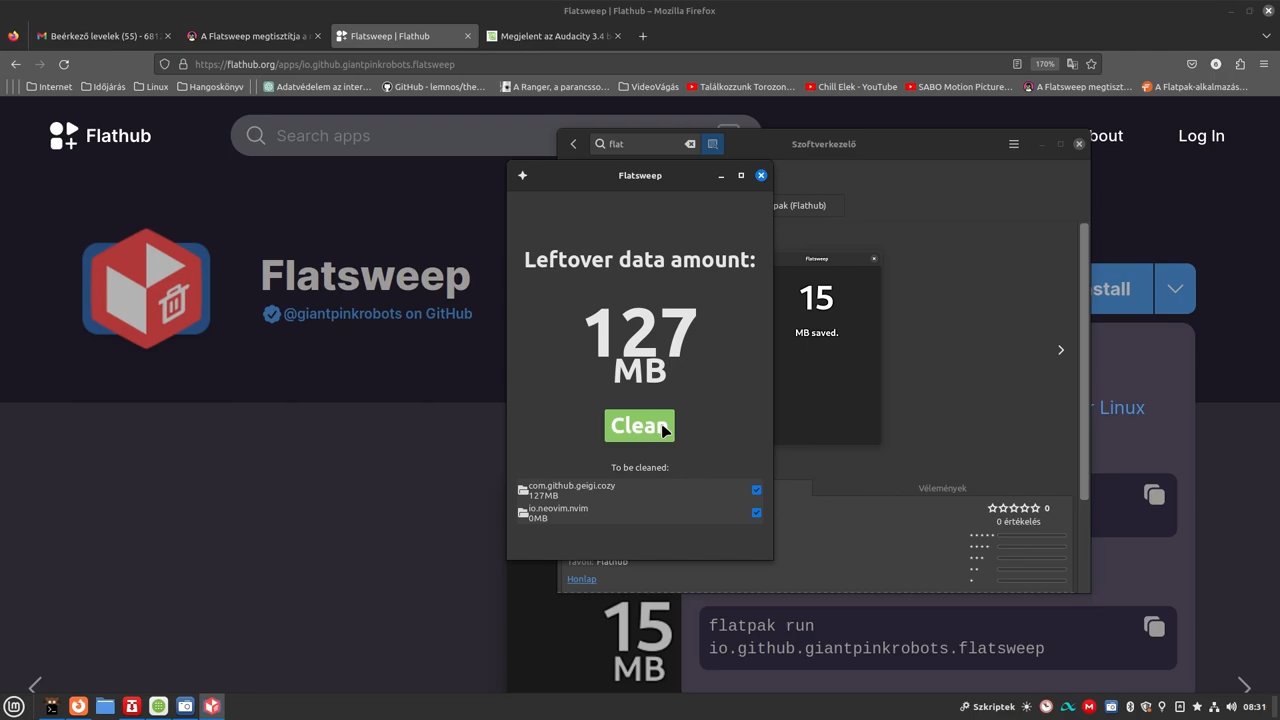 Flatsweep | Flathub – Mozilla Firefox
Beérkező levelek (55) - 681
A Flatsweep megtisztítja a r
Flatsweep | Flathub
Megjelent az Audacity 3.4 b
https://flathub.org/apps/io.github.giantpinkrobots.flatsweep
170%
Internet
Időjárás
Linux
Hangoskönyv
Adatvédelem az inter...
GitHub - lemnos/the...
A Ranger, a parancsso...
VideoVágás
Találkozzunk Torozon...
Chill Elek - YouTube
SABO Motion Picture...
A Flatsweep megtiszt...
A Flatpak-alkalmazás...
Flathub
Search apps
bout
Log In
flat
Szoftverkezelő
Flatsweep
pak (Flathub)
Flatsweep
@giantpinkrobots on GitHub
Leftover data amount:
127
MB
Clean
To be cleaned:
com.github.geigi.cozy
127MB
io.neovim.nvim
0MB
Flatsweep
15
MB saved.
stall
r Linux
Vélemények
0
0 értékelés
Távoli: Flathub
Honlap
15
MB
flatpak run
io.github.giantpinkrobots.flatsweep
Szkriptek
08:31